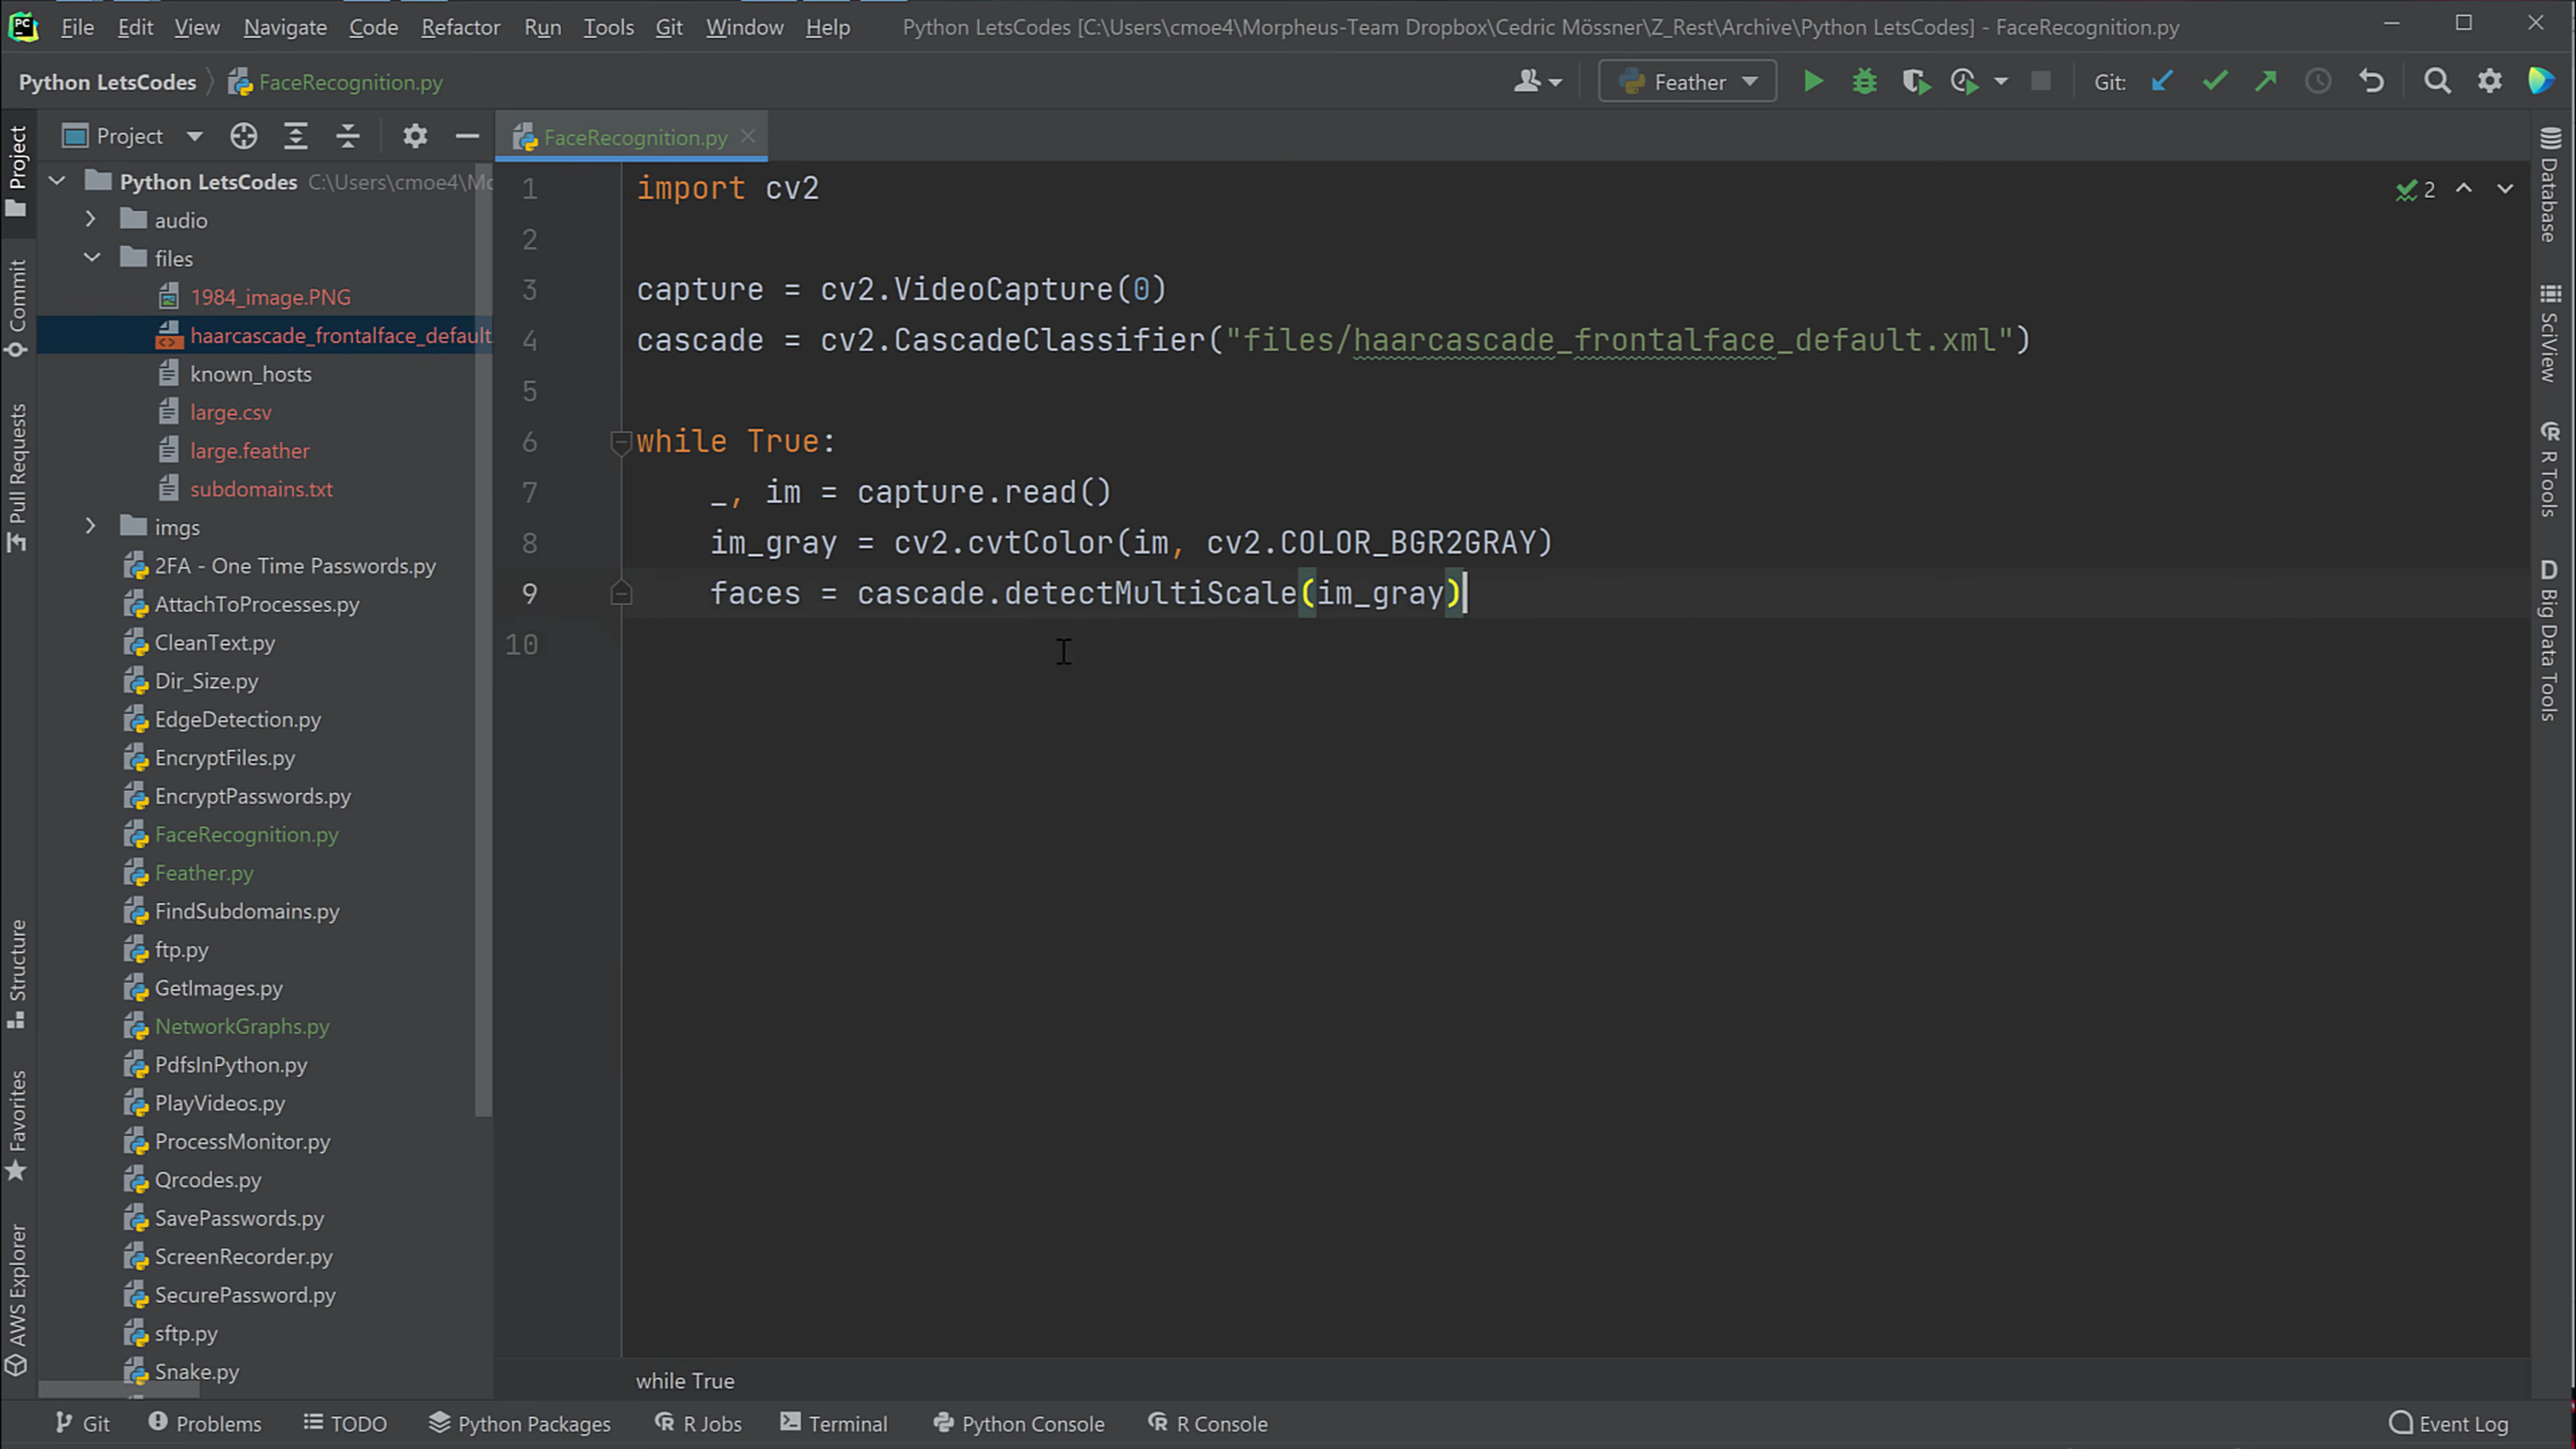 PC File Edit View Navigate Code Refactor Run Tools Git Window Help Python LetsCodes [C:\Users\cmoe4\Morpheus-Team Dropbox\Cedric Mössner\Z_Rest\Archive\Python LetsCodes] - FaceRecognition.py
Python LetsCodes FaceRecognition.py Feather Git:
Project
FaceRecognition.py
Python LetsCodes C:\Users\cmoe4\Mo
audio
files
1984_image.PNG
haarcascade_frontalface_default
known_hosts
large.csv
large.feather
subdomains.txt
imgs
2FA - One Time Passwords.py
AttachToProcesses.py
CleanText.py
Dir_Size.py
EdgeDetection.py
EncryptFiles.py
EncryptPasswords.py
FaceRecognition.py
Feather.py
FindSubdomains.py
ftp.py
GetImages.py
NetworkGraphs.py
PdfsInPython.py
PlayVideos.py
ProcessMonitor.py
Qrcodes.py
SavePasswords.py
ScreenRecorder.py
SecurePassword.py
sftp.py
Snake.py
1 import cv2
2
3 capture = cv2.VideoCapture(0)
4 cascade = cv2.CascadeClassifier("files/haarcascade_frontalface_default.xml")
5
6 while True:
7 _, im = capture.read()
8 im_gray = cv2.cvtColor(im, cv2.COLOR_BGR2GRAY)
9 faces = cascade.detectMultiScale(im_gray)
10
2
while True
Project
Commit
Pull Requests
Structure
Favorites
AWS Explorer
Database
SciView
R Tools
D Big Data Tools
Git Problems TODO Python Packages R Jobs Terminal Python Console R Console Event Log